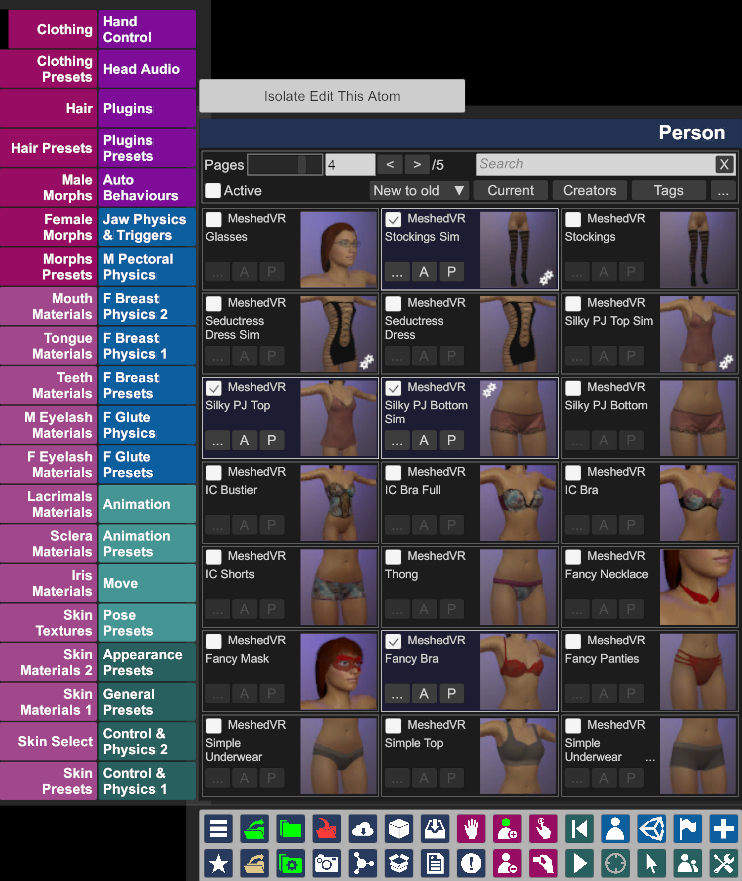 Clothing
Hand
Control
Clothing
Presets
Head Audio
Hair
Plugins
Hair Presets
Plugins
Presets
Male
Morphs
Auto
Behaviours
Female
Morphs
Jaw Physics
& Triggers
Morphs
Presets
M Pectoral
Physics
Mouth
Materials
F Breast
Physics 2
Tongue
Materials
F Breast
Physics 1
Teeth
Materials
F Breast
Presets
M Eyelash
Materials
F Glute
Physics
F Eyelash
Materials
F Glute
Presets
Lacrimals
Materials
Animation
Sclera
Materials
Animation
Presets
Iris
Materials
Move
Skin
Textures
Pose
Presets
Skin
Materials 2
Appearance
Presets
Skin
Materials 1
General
Presets
Skin Select
Control &
Physics 2
Skin
Presets
Control &
Physics 1
Isolate Edit This Atom
Person
Pages 4 < > /5 Search X
Active New to old ▼ Current Creators Tags ...
MeshedVR
Glasses
... A P
MeshedVR
Stockings Sim
... A P
MeshedVR
Stockings
... A P
MeshedVR
Seductress
Dress Sim
... A P
MeshedVR
Seductress
Dress
... A P
MeshedVR
Silky PJ Top Sim
... A P
MeshedVR
Silky PJ Top
... A P
MeshedVR
Silky PJ Bottom
Sim
... A P
MeshedVR
Silky PJ Bottom
... A P
MeshedVR
IC Bustier
... A P
MeshedVR
IC Bra Full
... A P
MeshedVR
IC Bra
... A P
MeshedVR
IC Shorts
... A P
MeshedVR
Thong
... A P
MeshedVR
Fancy Necklace
... A P
MeshedVR
Fancy Mask
... A P
MeshedVR
Fancy Bra
... A P
MeshedVR
Fancy Panties
... A P
MeshedVR
Simple
Underwear
... A P
MeshedVR
Simple Top
... A P
MeshedVR
Simple
Underwear ...
... A P